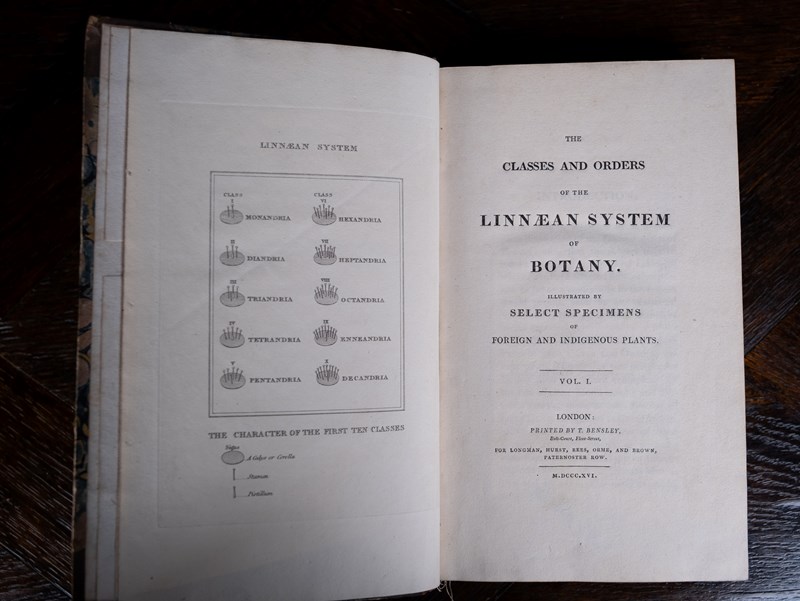 LINNÆAN SYSTEM
CLASS
I
MONANDRIA
II
DIANDRIA
III
TRIANDRIA
IV
TETRANDRIA
V
PENTANDRIA
CLASS
VI
HEXANDRIA
VII
HEPTANDRIA
VIII
OCTANDRIA
IX
ENNEANDRIA
X
DECANDRIA
THE CHARACTER OF THE FIRST TEN CLASSES
A Calyx or Corolla
Stamen
Pistillum
THE
CLASSES AND ORDERS
OF THE
LINNÆAN SYSTEM
OF
BOTANY.
ILLUSTRATED BY
SELECT SPECIMENS
OF
FOREIGN AND INDIGENOUS PLANTS.
VOL. I.
LONDON:
PRINTED BY T. BENSLEY,
Bolt-Court, Fleet-Street,
FOR LONGMAN, HURST, REES, ORME, AND BROWN,
PATERNOSTER ROW.
M.DCCC.XVI.